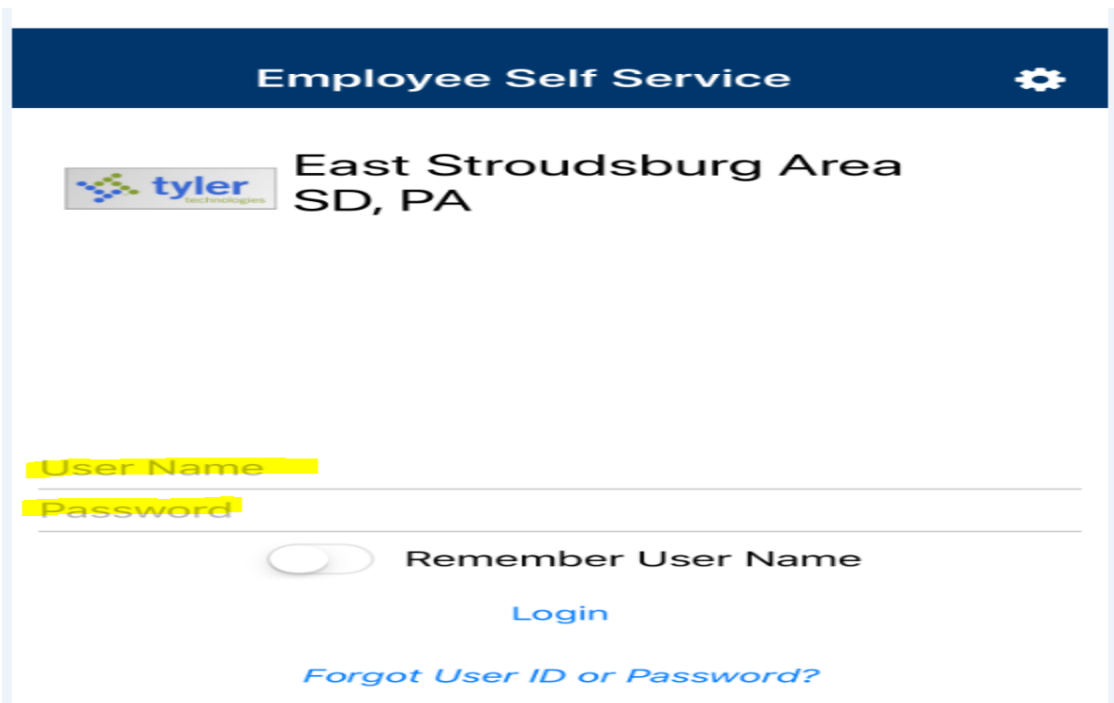 Employee Self Service
tyler
technologies
East Stroudsburg Area
SD, PA
User Name
Password
Remember User Name
Login
Forgot User ID or Password?